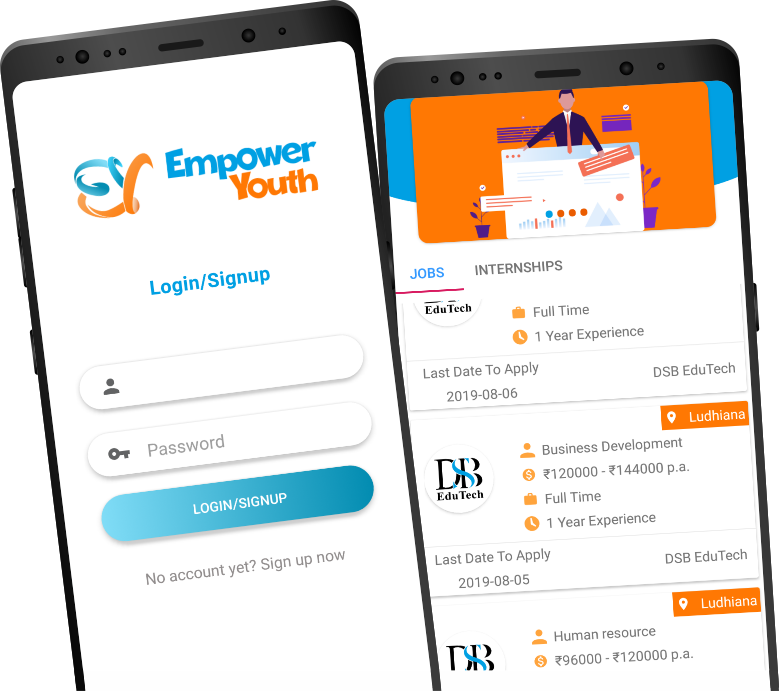 Empower
Youth
Login/Signup
Password
LOGIN/SIGNUP
No account yet? Sign up now
JOBS
INTERNSHIPS
EduTech
Full Time
1 Year Experience
Last Date To Apply
2019-08-06
DSB EduTech
Ludhiana
DSB
EduTech
Business Development
₹120000 - ₹144000 p.a.
Full Time
1 Year Experience
Last Date To Apply
2019-08-05
DSB EduTech
Ludhiana
DSB
Human resource
₹96000 - ₹120000 p.a.